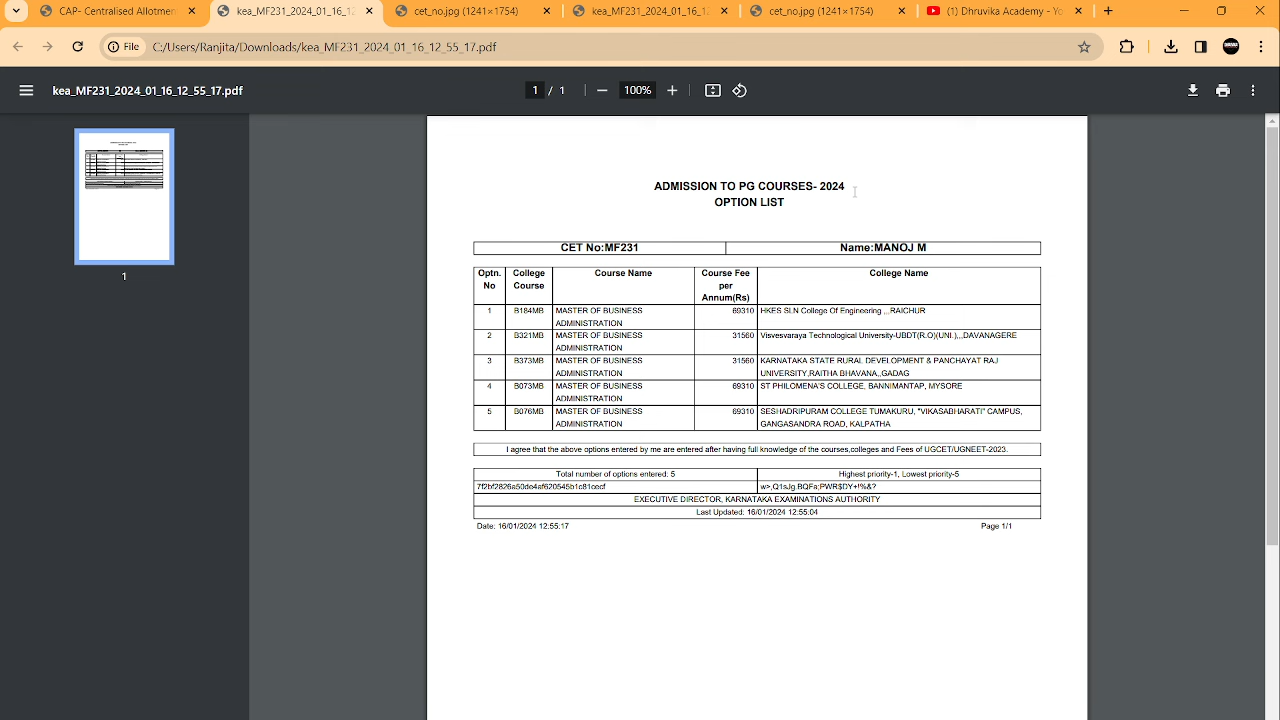 CAP- Centralised Allotmen
kea_MF231_2024_01_16_12
cet_no.jpg (1241×1754)
kea_MF231_2024_01_16_12
cet_no.jpg (1241×1754)
(1) Dhruvika Academy - Yo
File
C:/Users/Ranjita/Downloads/kea_MF231_2024_01_16_12_55_17.pdf
kea_MF231_2024_01_16_12_55_17.pdf
1 / 1
100%
1
ADMISSION TO PG COURSES- 2024
OPTION LIST
CET No:MF231 Name:MANOJ M
Optn. No College Course Course Name Course Fee per Annum(Rs) College Name
1 B184MB MASTER OF BUSINESS ADMINISTRATION 69310 HKES SLN College Of Engineering ,,,RAICHUR
2 B321MB MASTER OF BUSINESS ADMINISTRATION 31560 Visvesvaraya Technological University-UBDT(R.O)(UNI.),,,DAVANAGERE
3 B373MB MASTER OF BUSINESS ADMINISTRATION 31560 KARNATAKA STATE RURAL DEVELOPMENT & PANCHAYAT RAJ UNIVERSITY,RAITHA BHAVANA,,GADAG
4 B073MB MASTER OF BUSINESS ADMINISTRATION 69310 ST PHILOMENA'S COLLEGE, BANNIMANTAP, MYSORE
5 B076MB MASTER OF BUSINESS ADMINISTRATION 69310 SESHADRIPURAM COLLEGE TUMAKURU, "VIKASABHARATI" CAMPUS, GANGASANDRA ROAD, KALPATHA
I agree that the above options entered by me are entered after having full knowledge of the courses,colleges and Fees of UGCET/UGNEET-2023.
Total number of options entered: 5 Highest priority-1, Lowest priority-5
7f2bf2826a50de4af620545b1c81cecf w>,Q1sJg.BQFa;PWR$DY+!%&?
EXECUTIVE DIRECTOR, KARNATAKA EXAMINATIONS AUTHORITY
Last Updated: 16/01/2024 12:55:04
Date: 16/01/2024 12:55:17 Page 1/1